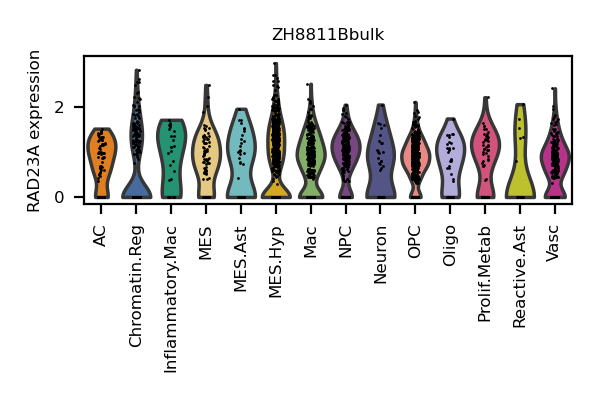 ZH8811Bbulk
RAD23A expression
2
0
AC
Chromatin.Reg
Inflammatory.Mac
MES
MES.Ast
MES.Hyp
Mac
NPC
Neuron
OPC
Oligo
Prolif.Metab
Reactive.Ast
Vasc